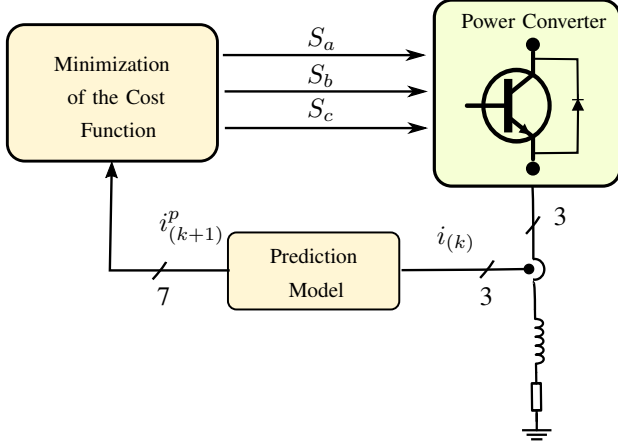 Minimization
of the Cost
Function
S_a
S_b
S_c
Power Converter
3
i^p_{(k+1)}
7
Prediction
Model
i_{(k)}
3